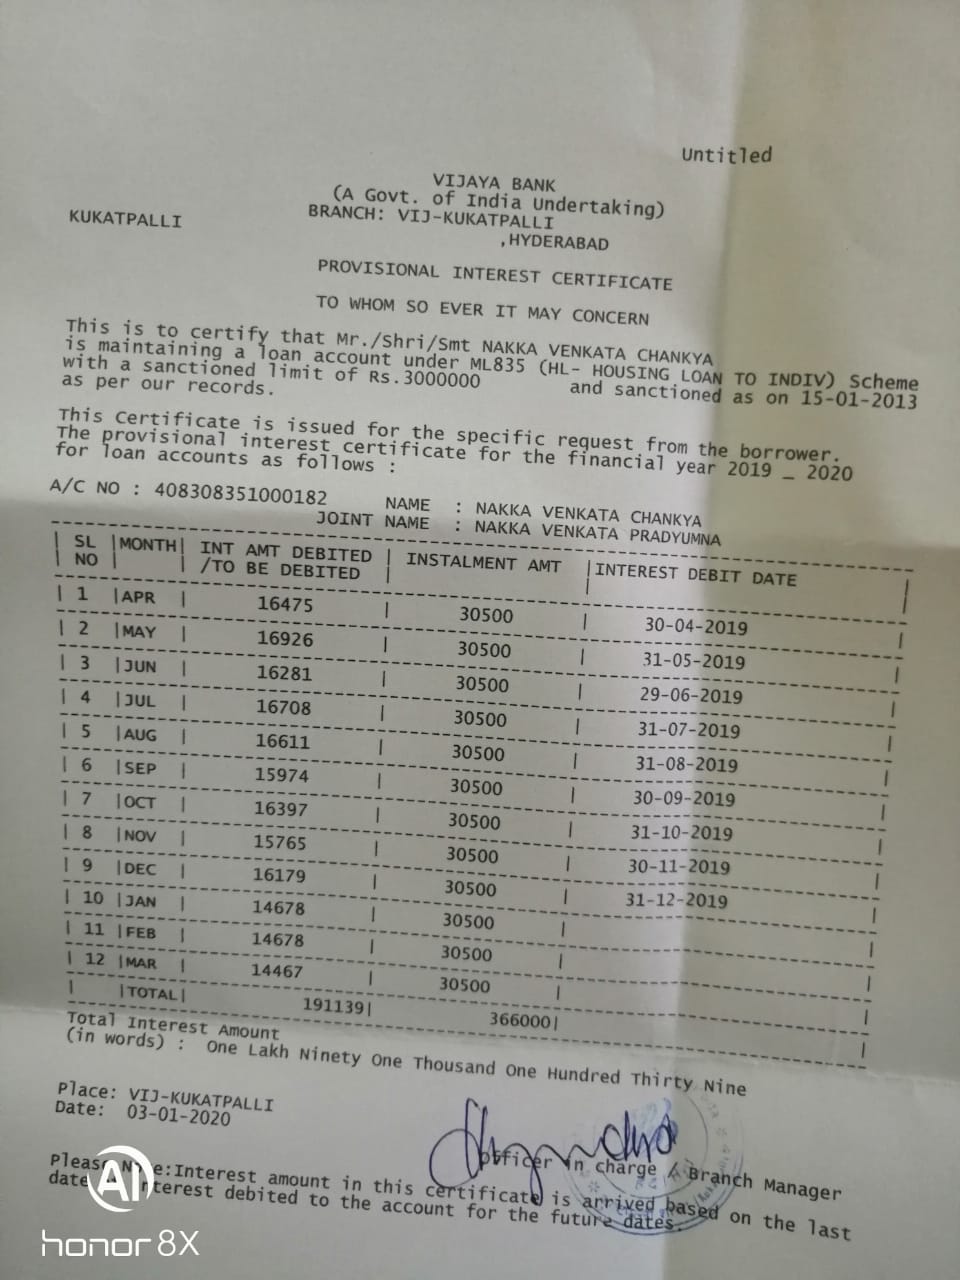 Untitled
VIJAYA BANK
(A Govt. of India Undertaking)
KUKATPALLI BRANCH: VIJ-KUKATPALLI
,HYDERABAD
PROVISIONAL INTEREST CERTIFICATE
TO WHOM SO EVER IT MAY CONCERN
This is to certify that Mr./Shri/Smt NAKKA VENKATA CHANKYA
is maintaining a loan account under ML835 (HL- HOUSING LOAN TO INDIV) Scheme
with a sanctioned limit of Rs.3000000 and sanctioned as on 15-01-2013
as per our records.
This Certificate is issued for the specific request from the borrower.
The provisional interest certificate for the financial year 2019 _ 2020
for loan accounts as follows :
A/C NO : 408308351000182 NAME : NAKKA VENKATA CHANKYA
JOINT NAME : NAKKA VENKATA PRADYUMNA
| SL |MONTH| INT AMT DEBITED | INSTALMENT AMT |INTEREST DEBIT DATE |
| NO | | /TO BE DEBITED | | |
| 1 |APR | 16475 | 30500 | 30-04-2019 |
| 2 |MAY | 16926 | 30500 | 31-05-2019 |
| 3 |JUN | 16281 | 30500 | 29-06-2019 |
| 4 |JUL | 16708 | 30500 | 31-07-2019 |
| 5 |AUG | 16611 | 30500 | 31-08-2019 |
| 6 |SEP | 15974 | 30500 | 30-09-2019 |
| 7 |OCT | 16397 | 30500 | 31-10-2019 |
| 8 |NOV | 15765 | 30500 | 30-11-2019 |
| 9 |DEC | 16179 | 30500 | 31-12-2019 |
| 10 |JAN | 14678 | 30500 | |
| 11 |FEB | 14678 | 30500 | |
| 12 |MAR | 14467 | 30500 | |
| |TOTAL| 191139| 366000| |
Total Interest Amount
(in words) : One Lakh Ninety One Thousand One Hundred Thirty Nine
Place: VIJ-KUKATPALLI
Date: 03-01-2020
Officer in charge / Branch Manager
Please Note:Interest amount in this certificate is arrived based on the last
date interest debited to the account for the future dates.
AI
honor 8X